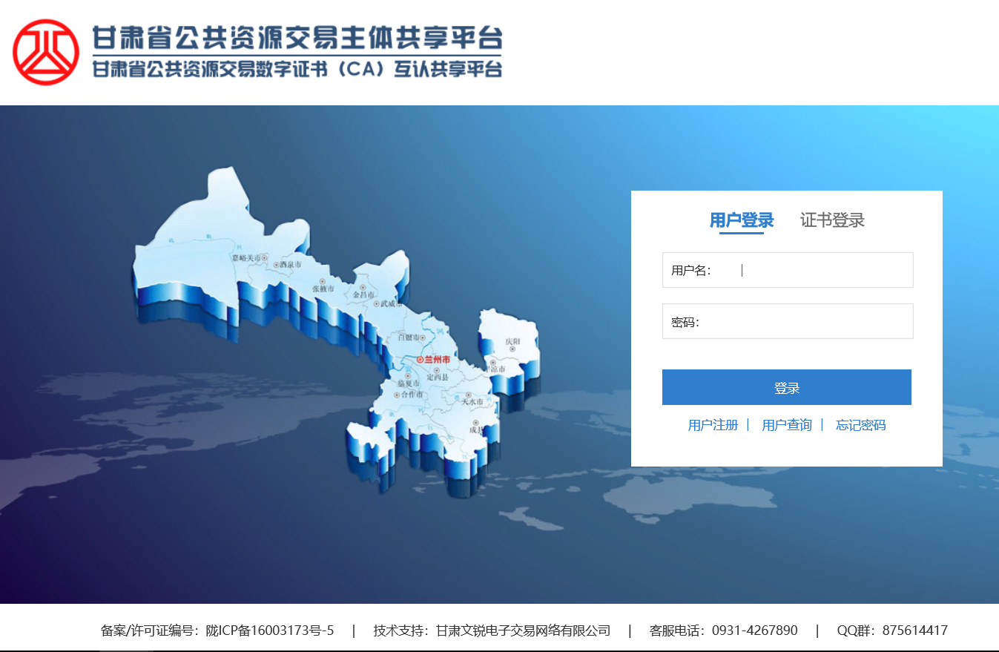 甘肃省公共资源交易主体共享平台
甘肃省公共资源交易数字证书（CA）互认共享平台
用户登录 证书登录
用户名：
密码：
登录
用户注册 | 用户查询 | 忘记密码
嘉峪关市
酒泉市
张掖市
金昌市
武威市
白银市
河
庆阳
兰州市
平凉市
定西县
临夏市
合作市
天水市
成县
备案/许可证编号：陇ICP备16003173号-5 | 技术支持：甘肃文锐电子交易网络有限公司 | 客服电话：0931-4267890 | QQ群：875614417